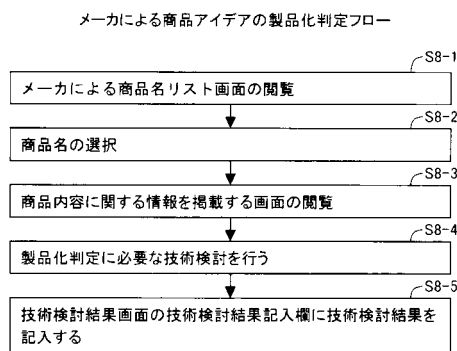 メーカによる商品アイデアの製品化判定フロー
S8-1
メーカによる商品名リスト画面の閲覧
S8-2
商品名の選択
S8-3
商品内容に関する情報を掲載する画面の閲覧
S8-4
製品化判定に必要な技術検討を行う
S8-5
技術検討結果画面の技術検討結果記入欄に技術検討結果を
記入する